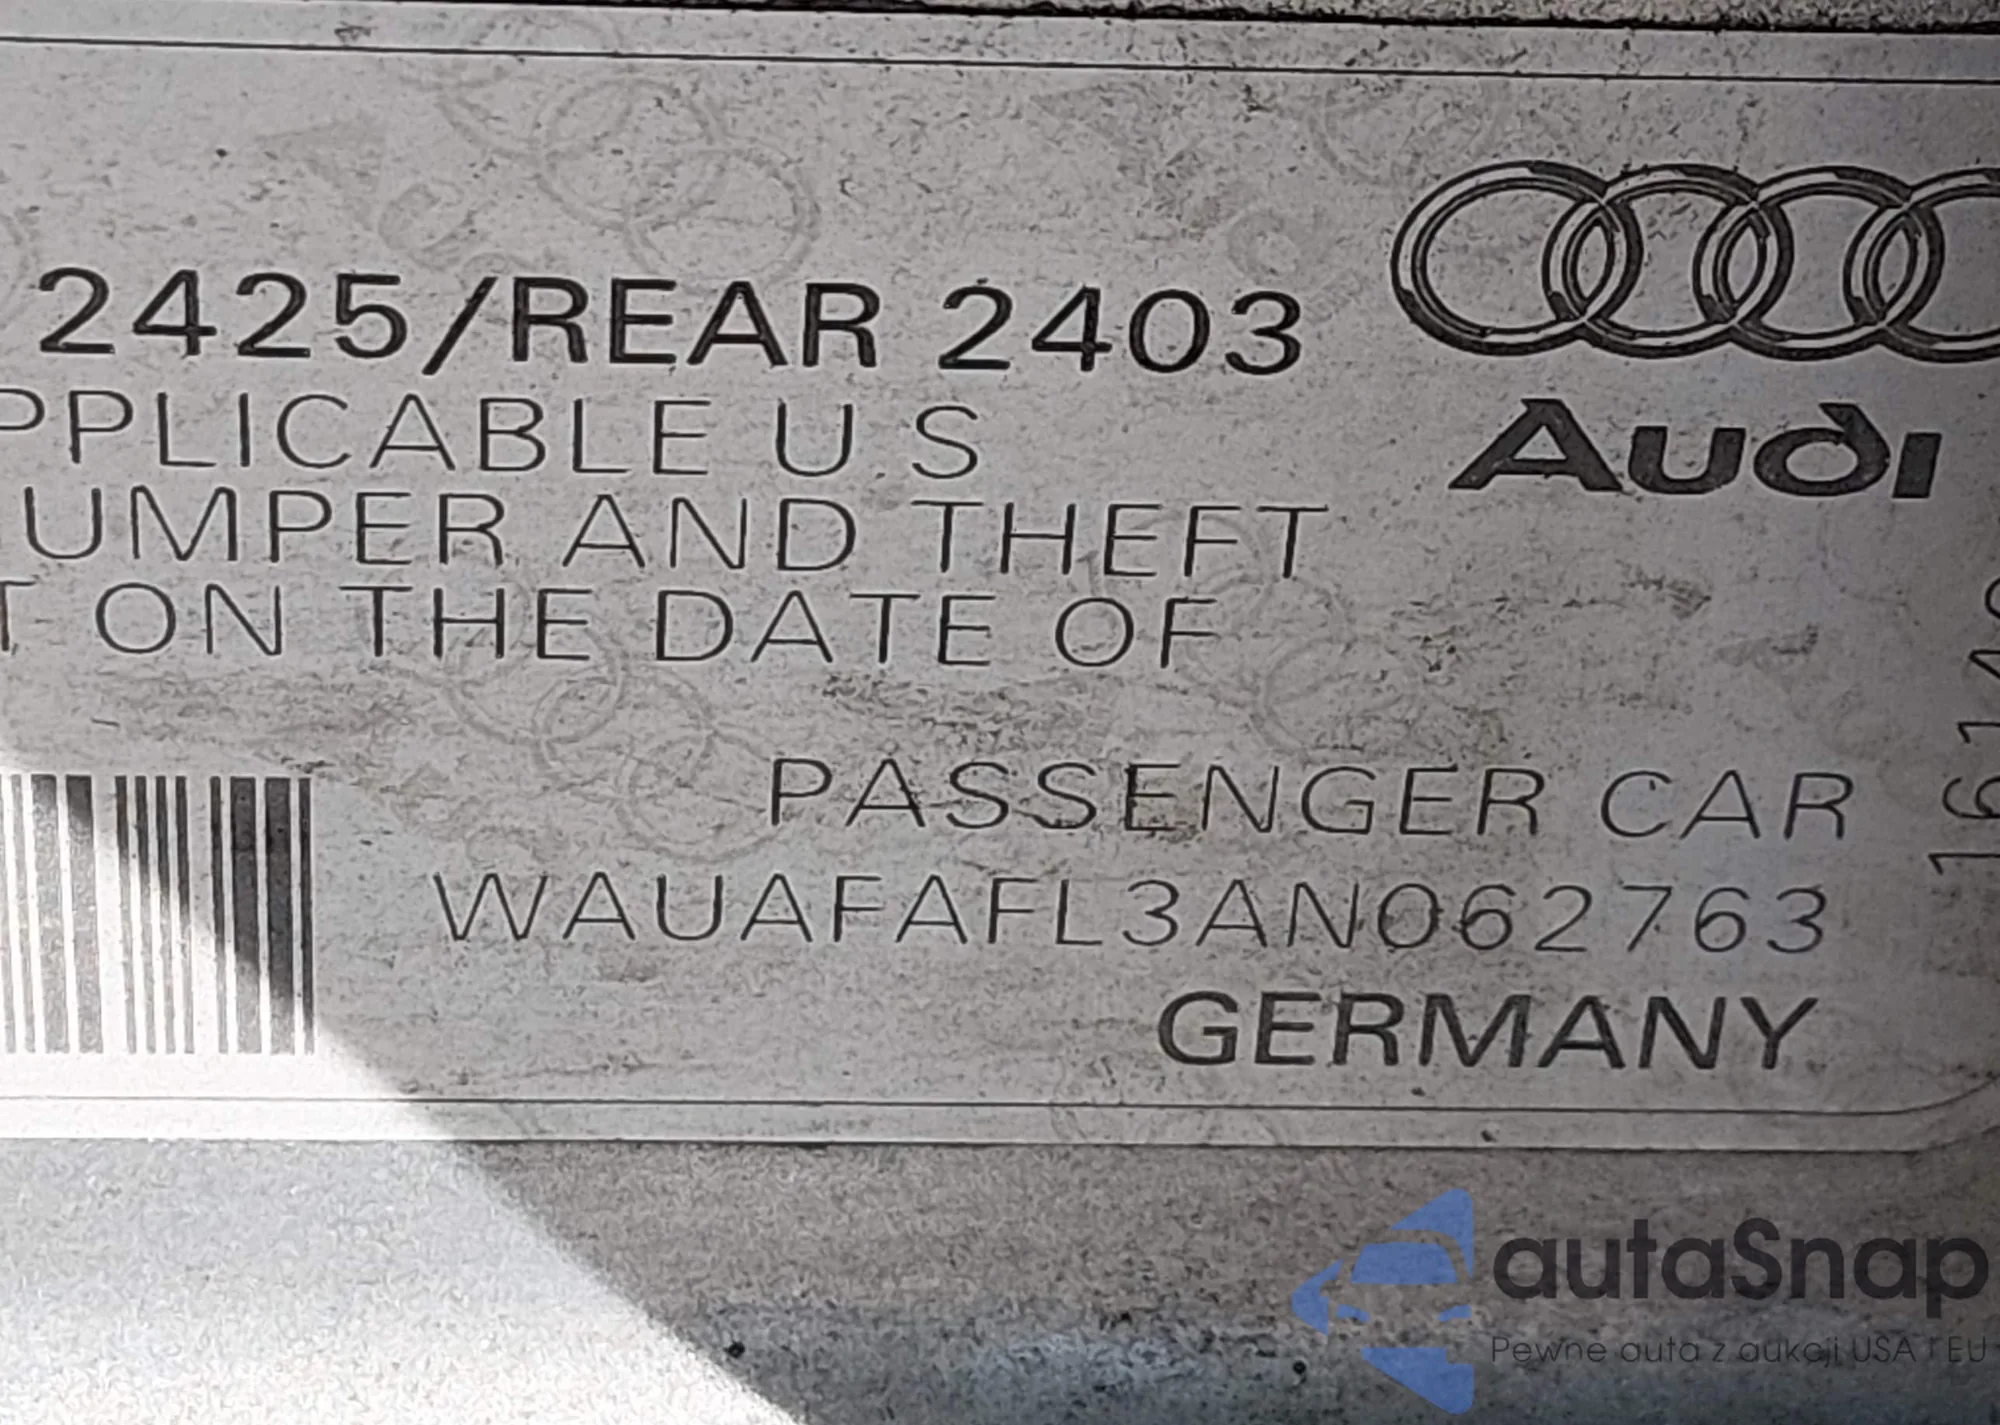 2425/REAR 2403
PPLICABLE U S
UMPER AND THEFT
T ON THE DATE OF
Audi
PASSENGER CAR
WAUAFAFL3AN062763
GERMANY
autaSnap
Pewne auta z aukcji USA i EU